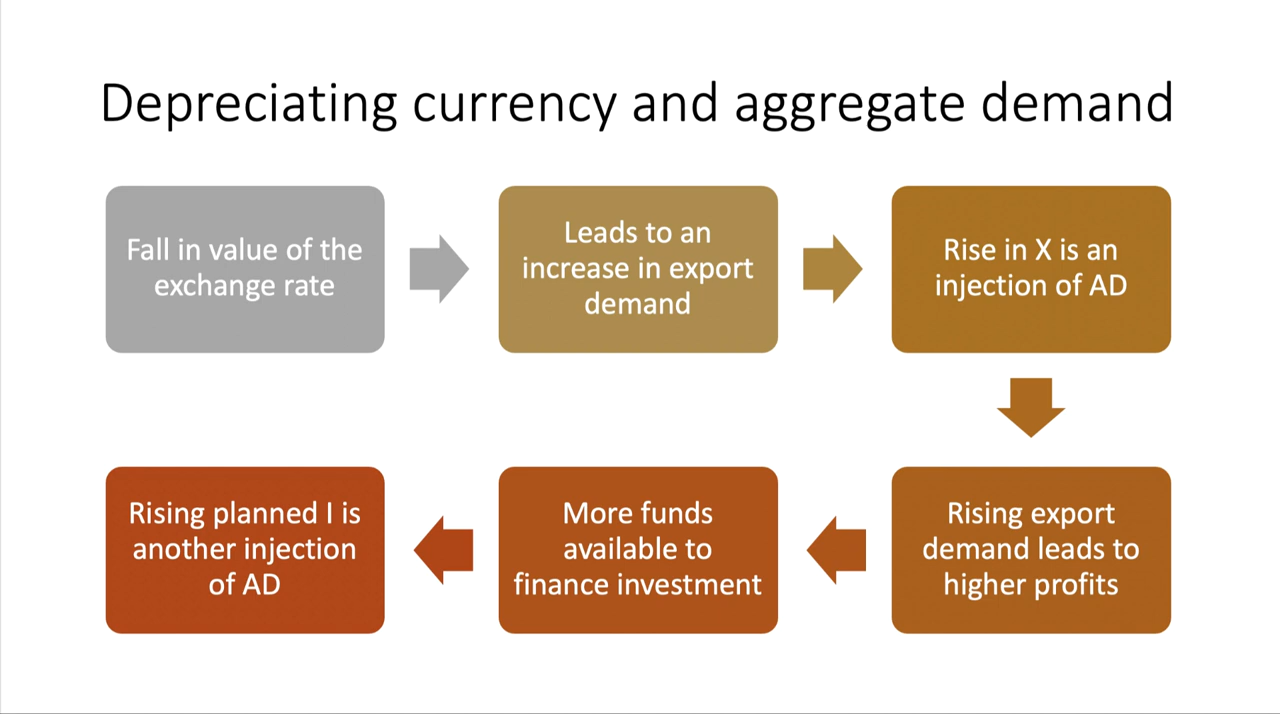 Depreciating currency and aggregate demand
Fall in value of the
exchange rate
Leads to an
increase in export
demand
Rise in X is an
injection of AD
Rising export
demand leads to
higher profits
More funds
available to
finance investment
Rising planned I is
another injection
of AD